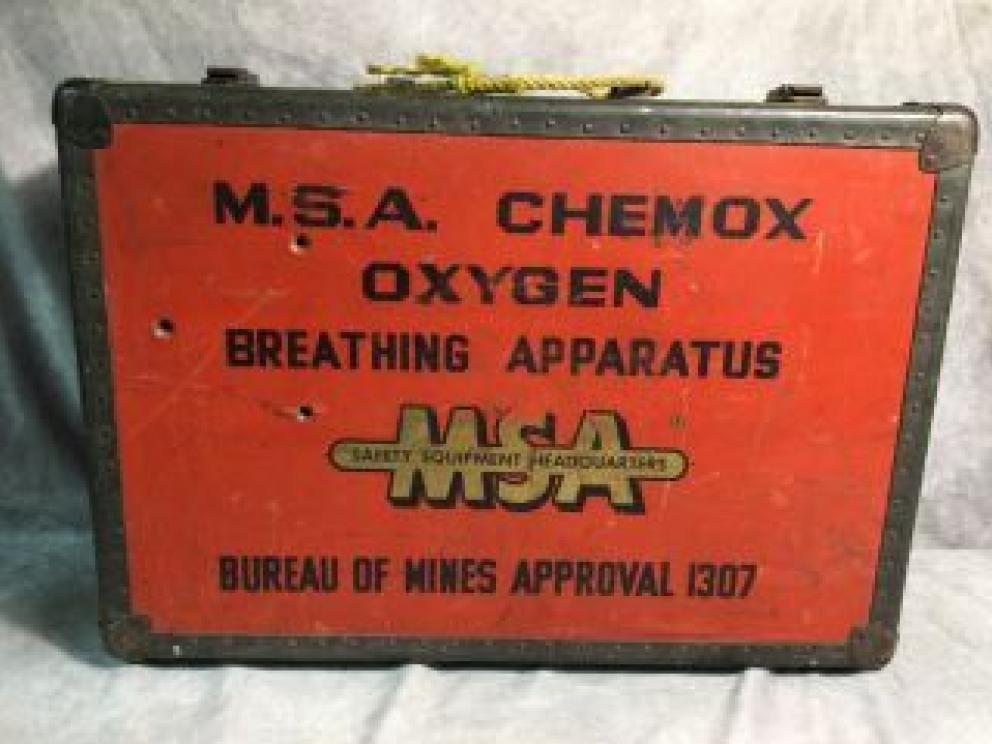 M.S.A. CHEMOX
OXYGEN
BREATHING APPARATUS
MSA
SAFETY EQUIPMENT HEADQUARTERS
BUREAU OF MINES APPROVAL 1307